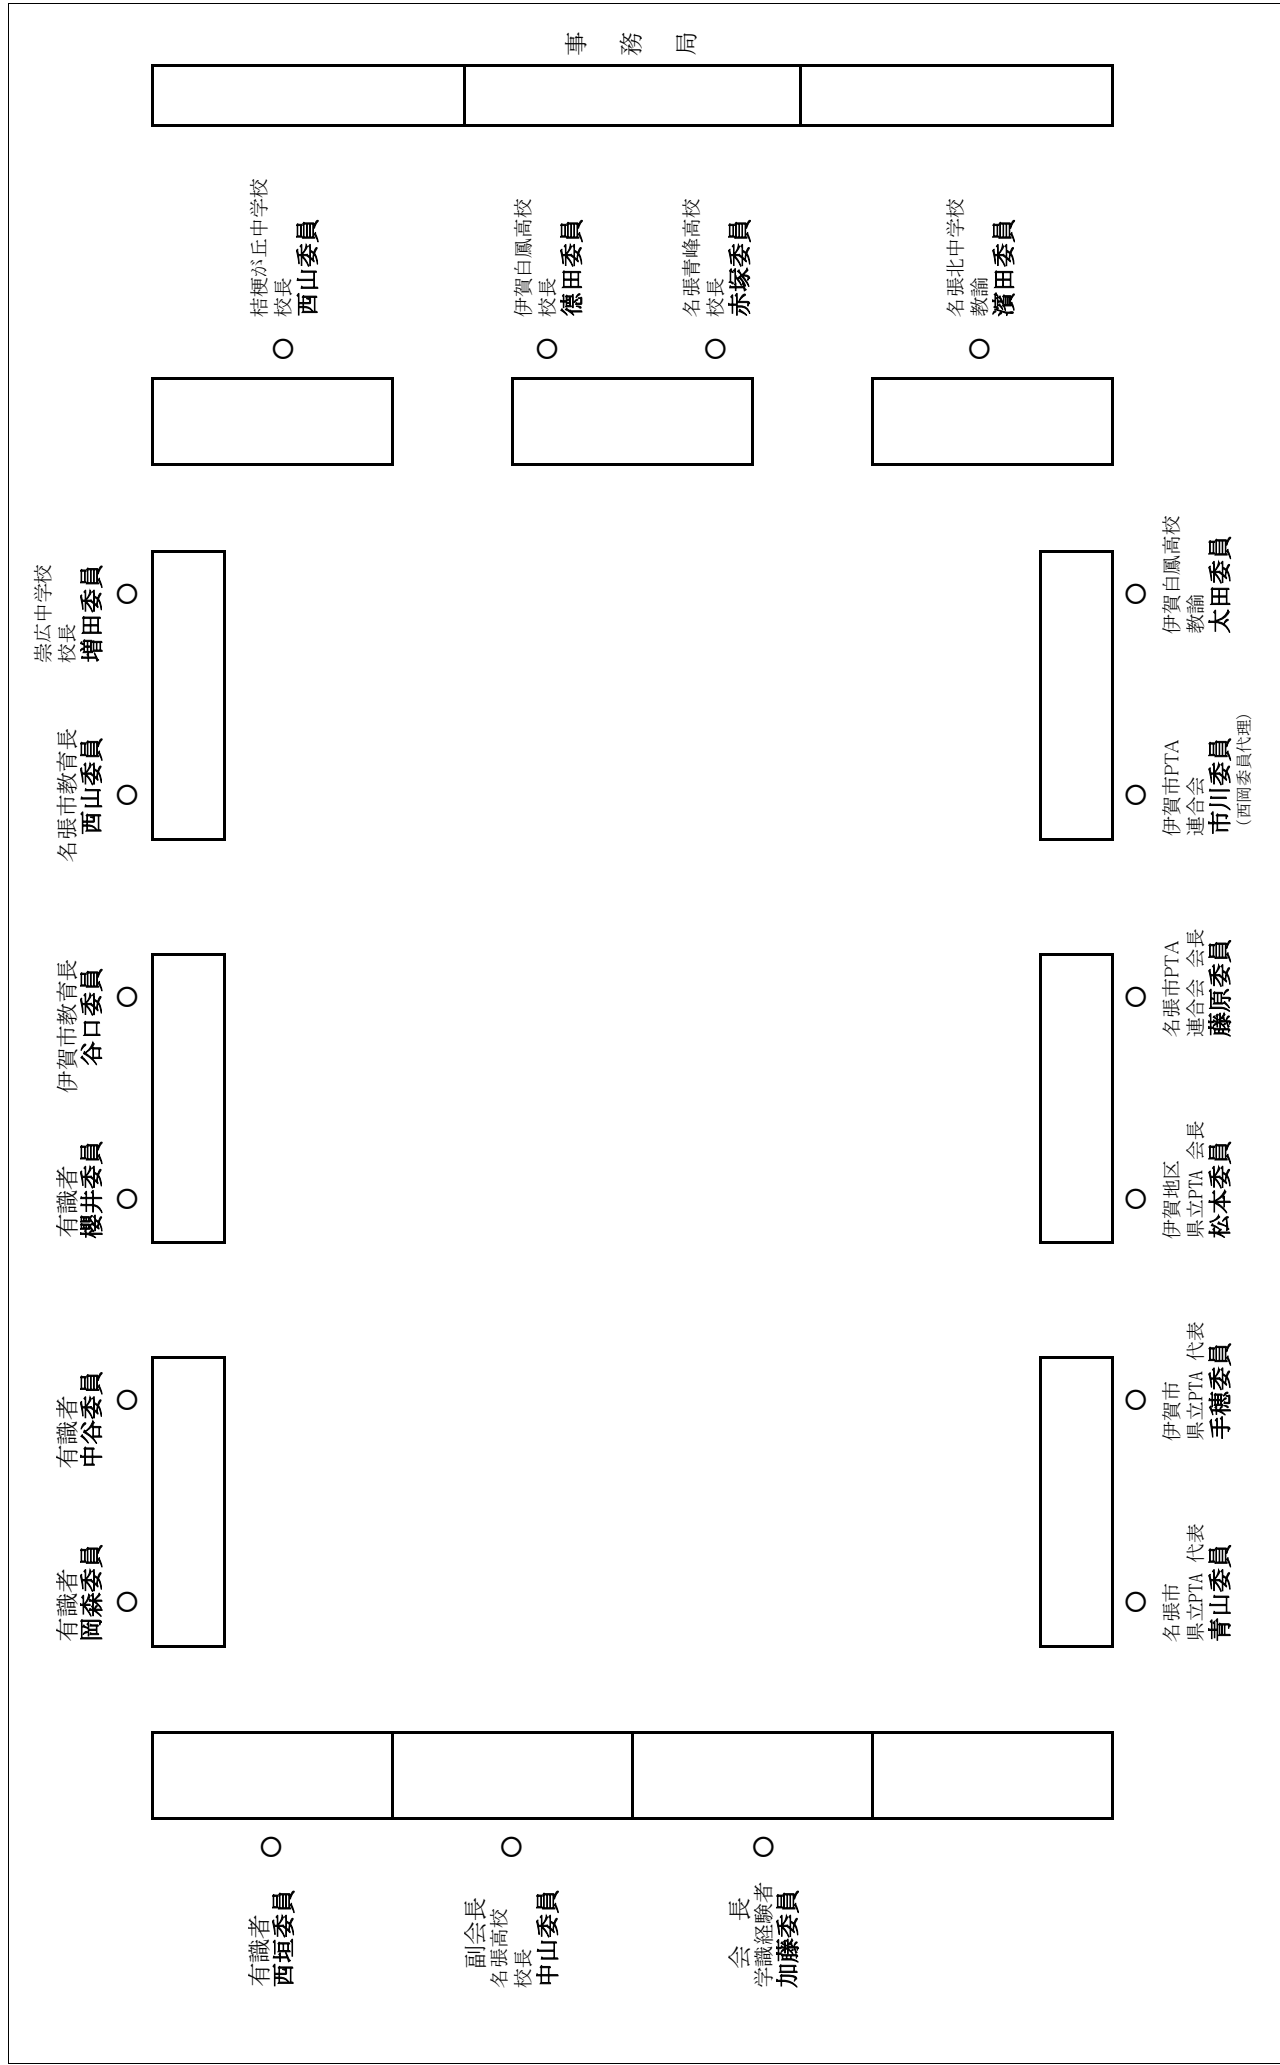 有識者
岡森委員
有識者
中谷委員
有識者
櫻井委員
伊賀市教育長
谷口委員
名張市教育長
西山委員
崇広中学校
校長
増田委員
有識者
西垣委員
副会長
名張高校
校長
中山委員
会　長
学識経験者
加藤委員
桔梗が丘中学校
校長
西山委員
伊賀白鳳高校
校長
德田委員
名張青峰高校
校長
赤塚委員
名張北中学校
教諭
濱田委員
事　務　局
名張市
県立PTA 代表
青山委員
伊賀市
県立PTA 代表
手穂委員
伊賀地区
県立PTA 会長
松本委員
名張市PTA
連合会 会長
藤原委員
伊賀市PTA
連合会
市川委員
（西岡委員代理）
伊賀白鳳高校
教諭
太田委員